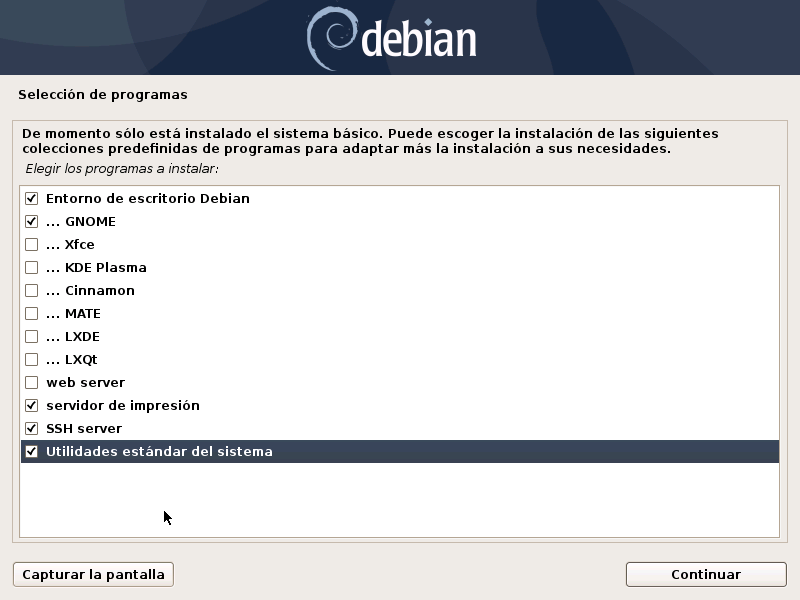 debian
Selección de programas
De momento sólo está instalado el sistema básico. Puede escoger la instalación de las siguientes
colecciones predefinidas de programas para adaptar más la instalación a sus necesidades.
Elegir los programas a instalar:
Entorno de escritorio Debian
... GNOME
... Xfce
... KDE Plasma
... Cinnamon
... MATE
... LXDE
... LXQt
web server
servidor de impresión
SSH server
Utilidades estándar del sistema
Capturar la pantalla
Continuar